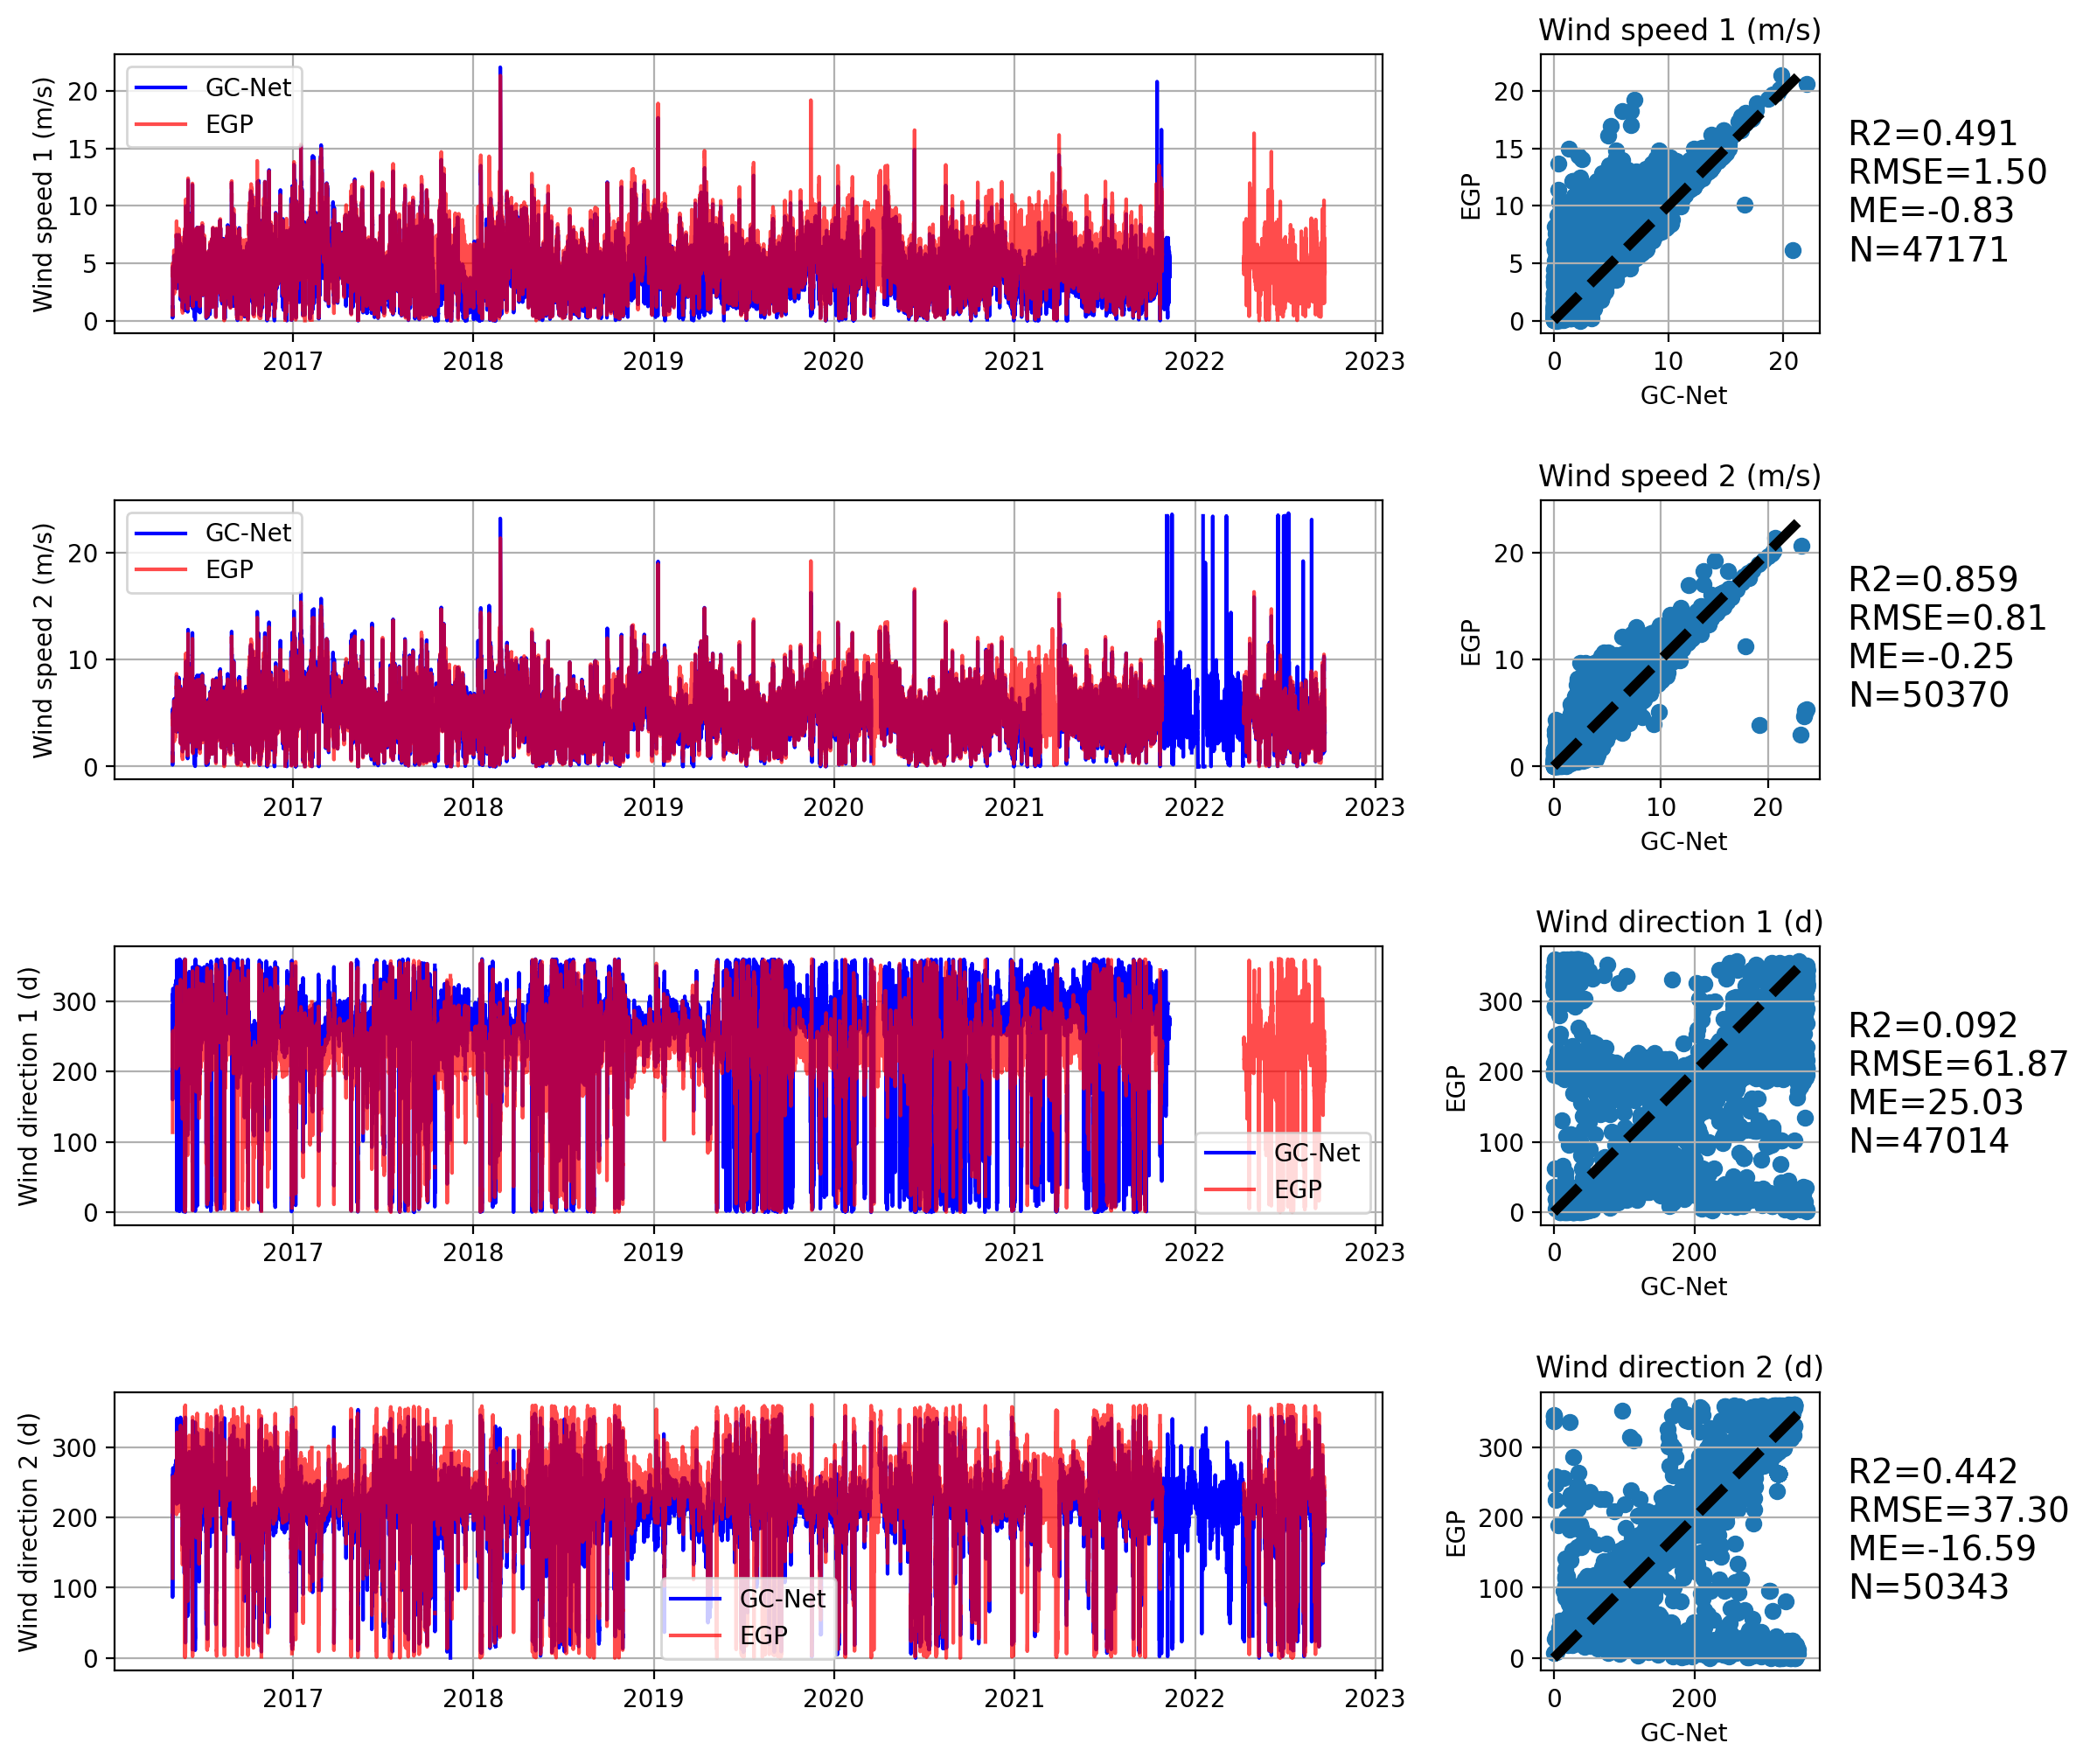 Wind speed 1 (m/s)
Wind speed 1 (m/s)
20
15
10
5
0
GC-Net
EGP
2017
2018
2019
2020
2021
2022
2023
EGP
20
15
10
5
0
0
10
20
GC-Net
R2=0.491
RMSE=1.50
ME=-0.83
N=47171
Wind speed 2 (m/s)
Wind speed 2 (m/s)
20
10
0
GC-Net
EGP
2017
2018
2019
2020
2021
2022
2023
EGP
20
10
0
0
10
20
GC-Net
R2=0.859
RMSE=0.81
ME=-0.25
N=50370
Wind direction 1 (d)
Wind direction 1 (d)
300
200
100
0
GC-Net
EGP
2017
2018
2019
2020
2021
2022
2023
EGP
300
200
100
0
0
200
GC-Net
R2=0.092
RMSE=61.87
ME=25.03
N=47014
Wind direction 2 (d)
Wind direction 2 (d)
300
200
100
0
GC-Net
EGP
2017
2018
2019
2020
2021
2022
2023
EGP
300
200
100
0
0
200
GC-Net
R2=0.442
RMSE=37.30
ME=-16.59
N=50343